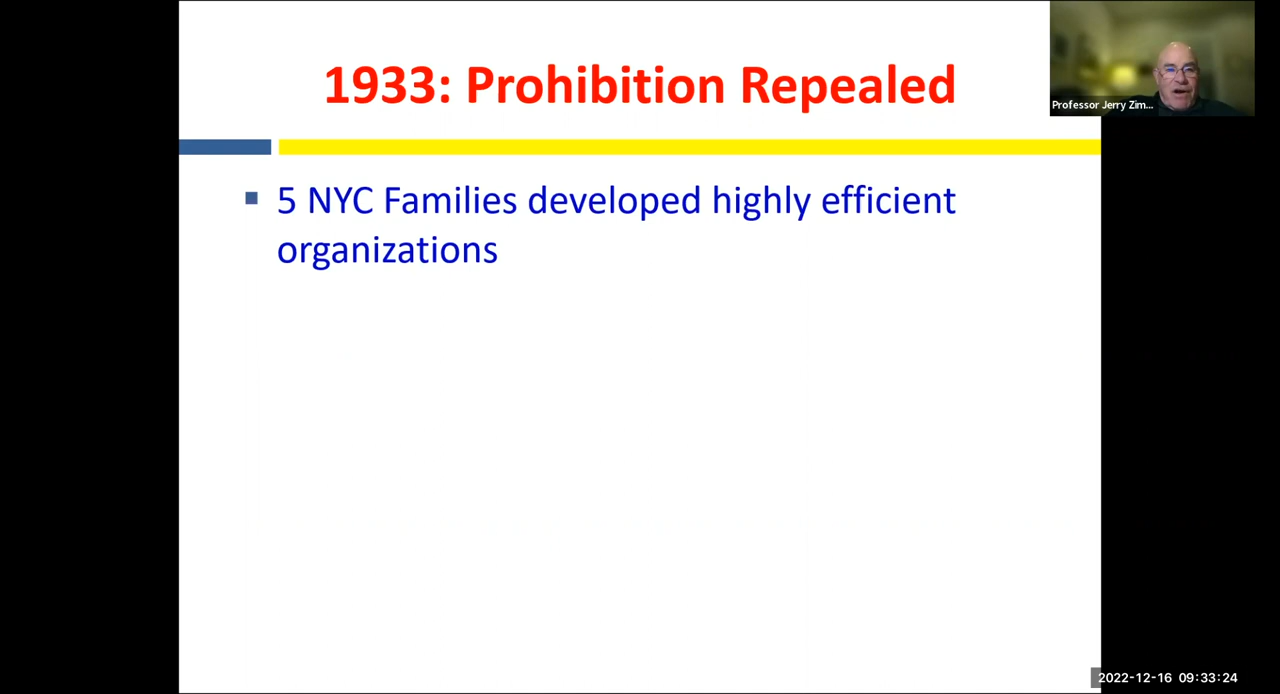 1933: Prohibition Repealed
Professor Jerry Zim...
5 NYC Families developed highly efficient
organizations
2022-12-16 09:33:24